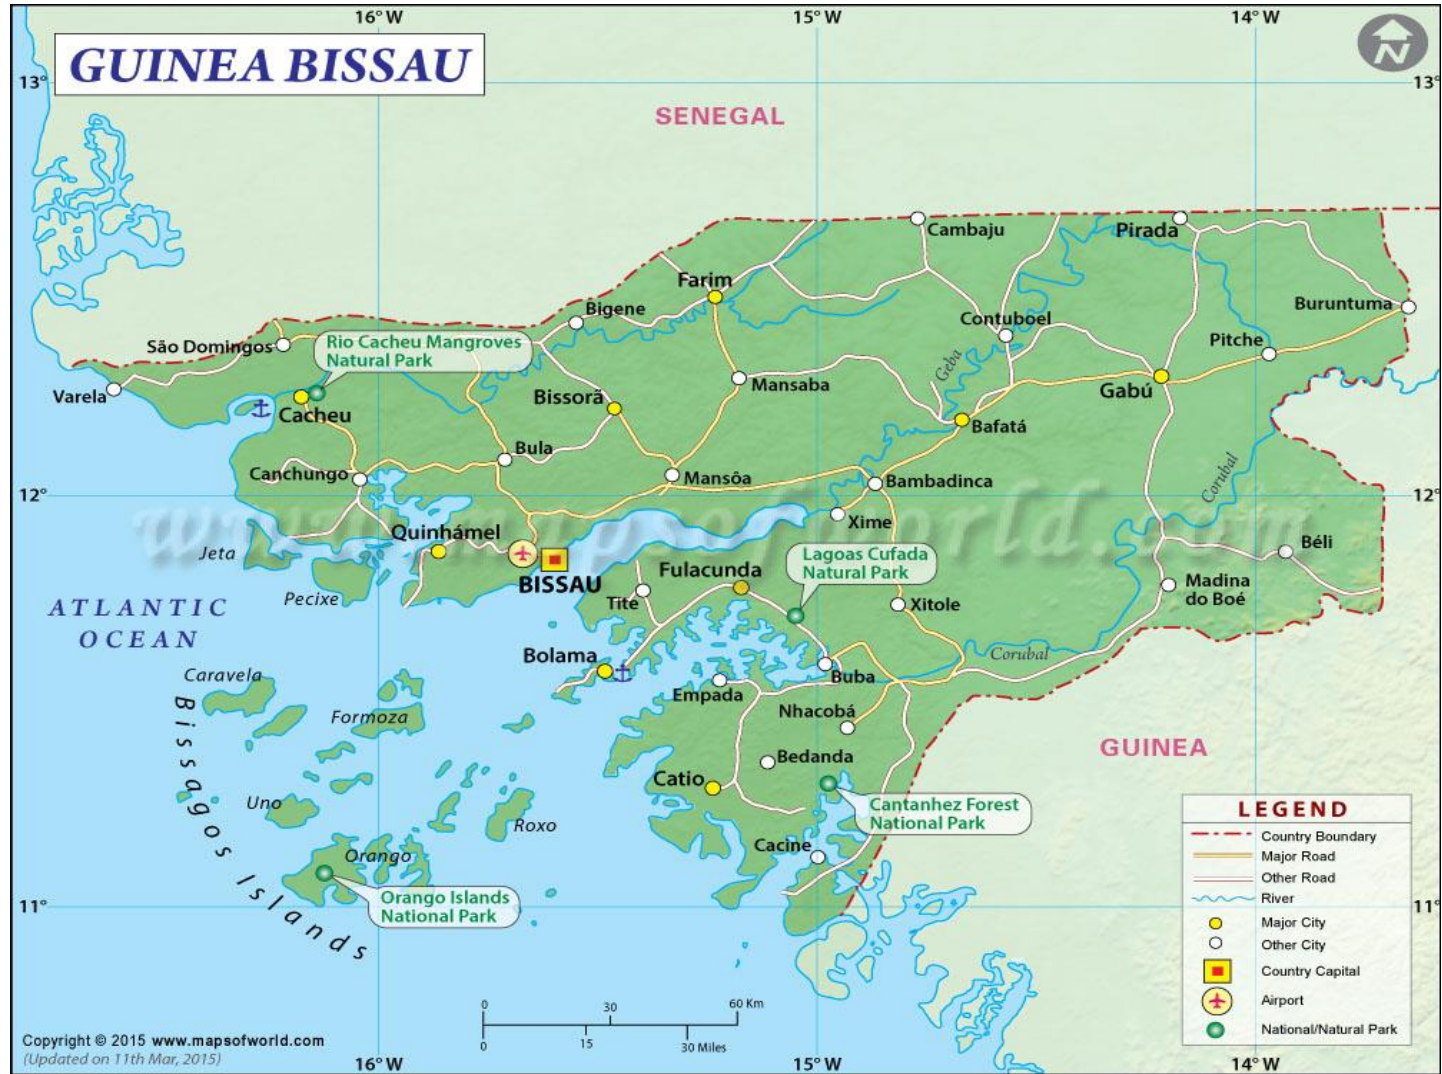 16°W
15°W
14°W
GUINEA BISSAU
N
13°
13°
SENEGAL
Cambaju
Pirada
Farim
Buruntuma
Bigene
Contuboel
São Domingos
Rio Cacheu Mangroves
Natural Park
Pitche
Geba
Varela
Mansaba
Gabú
Bissorã
Cacheu
Bafatá
Bula
Canchungo
Mansôa
Bambadinca
Corubal
12°
12°
www.mapsofworld.com
Xime
Quinhámel
Jeta
Lagoas Cufada
Natural Park
Béli
Fulacunda
BISSAU
Pecixe
Tite
Xitole
Madina
do Boé
ATLANTIC
OCEAN
Bolama
Corubal
Caravela
Buba
Empada
Bissagos Islands
Formoza
Nhacobá
GUINEA
Bedanda
Catio
Uno
Roxo
Cantanhez Forest
National Park
Cacine
Orango
Orango Islands
National Park
11°
11°
LEGEND
Country Boundary
Major Road
Other Road
River
Major City
Other City
Country Capital
Airport
National/Natural Park
0 30 60 Km
0 15 30 Miles
Copyright © 2015 www.mapsofworld.com
(Updated on 11th Mar, 2015)
16°W
15°W
14°W